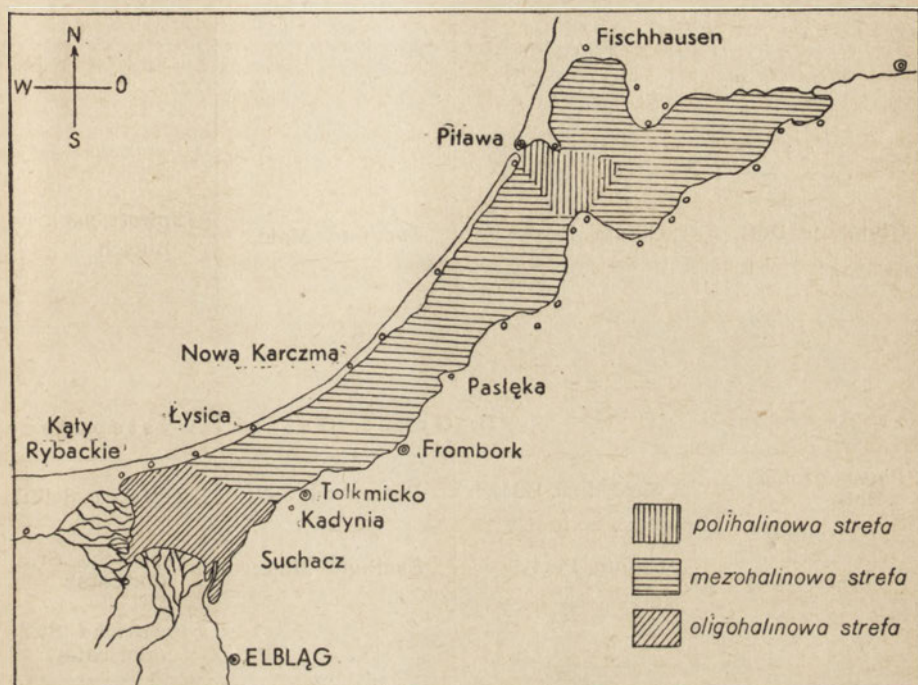 N
W O
S
Fischhausen
Piława
Nową Karczma
Pasłęka
Łysica
Kąty
Rybackie
Frombork
Tolkmicko
Kadynia
Suchacz
ELBLĄG
polihalinowa strefa
mezohalinowa strefa
oligohalinowa strefa